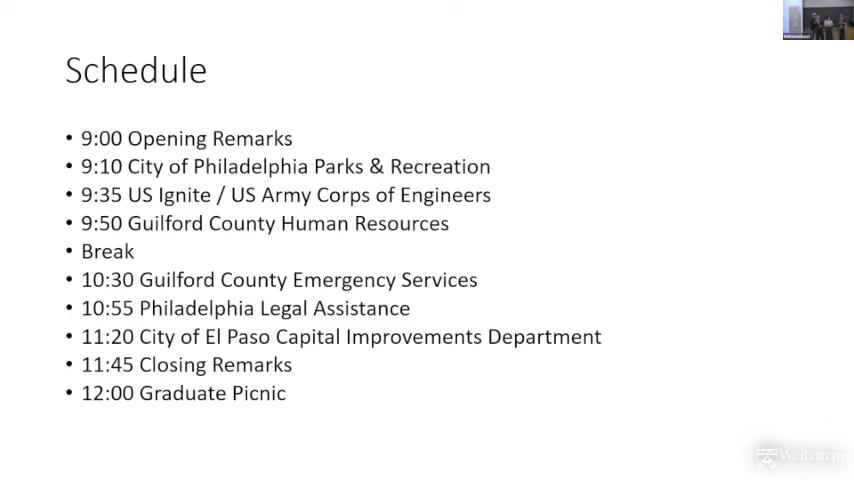 Schedule
• 9:00 Opening Remarks
• 9:10 City of Philadelphia Parks & Recreation
• 9:35 US Ignite / US Army Corps of Engineers
• 9:50 Guilford County Human Resources
• Break
• 10:30 Guilford County Emergency Services
• 10:55 Philadelphia Legal Assistance
• 11:20 City of El Paso Capital Improvements Department
• 11:45 Closing Remarks
• 12:00 Graduate Picnic
Weitzman